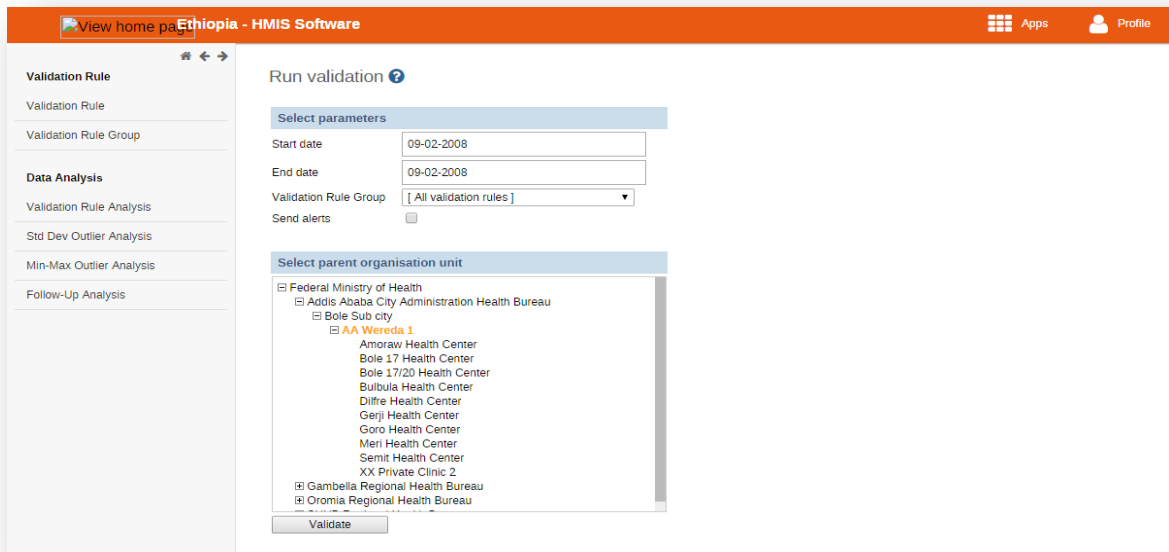 View home page
Ethiopia - HMIS Software
Apps
Profile
Validation Rule
Validation Rule
Validation Rule Group
Data Analysis
Validation Rule Analysis
Std Dev Outlier Analysis
Min-Max Outlier Analysis
Follow-Up Analysis
Run validation ?
Select parameters
Start date 09-02-2008
End date 09-02-2008
Validation Rule Group [ All validation rules ]
Send alerts
Select parent organisation unit
Federal Ministry of Health
Addis Ababa City Administration Health Bureau
Bole Sub city
AA Wereda 1
Amoraw Health Center
Bole 17 Health Center
Bole 17/20 Health Center
Bulbula Health Center
Dilfre Health Center
Gerji Health Center
Goro Health Center
Meri Health Center
Semit Health Center
XX Private Clinic 2
Gambella Regional Health Bureau
Oromia Regional Health Bureau
Validate